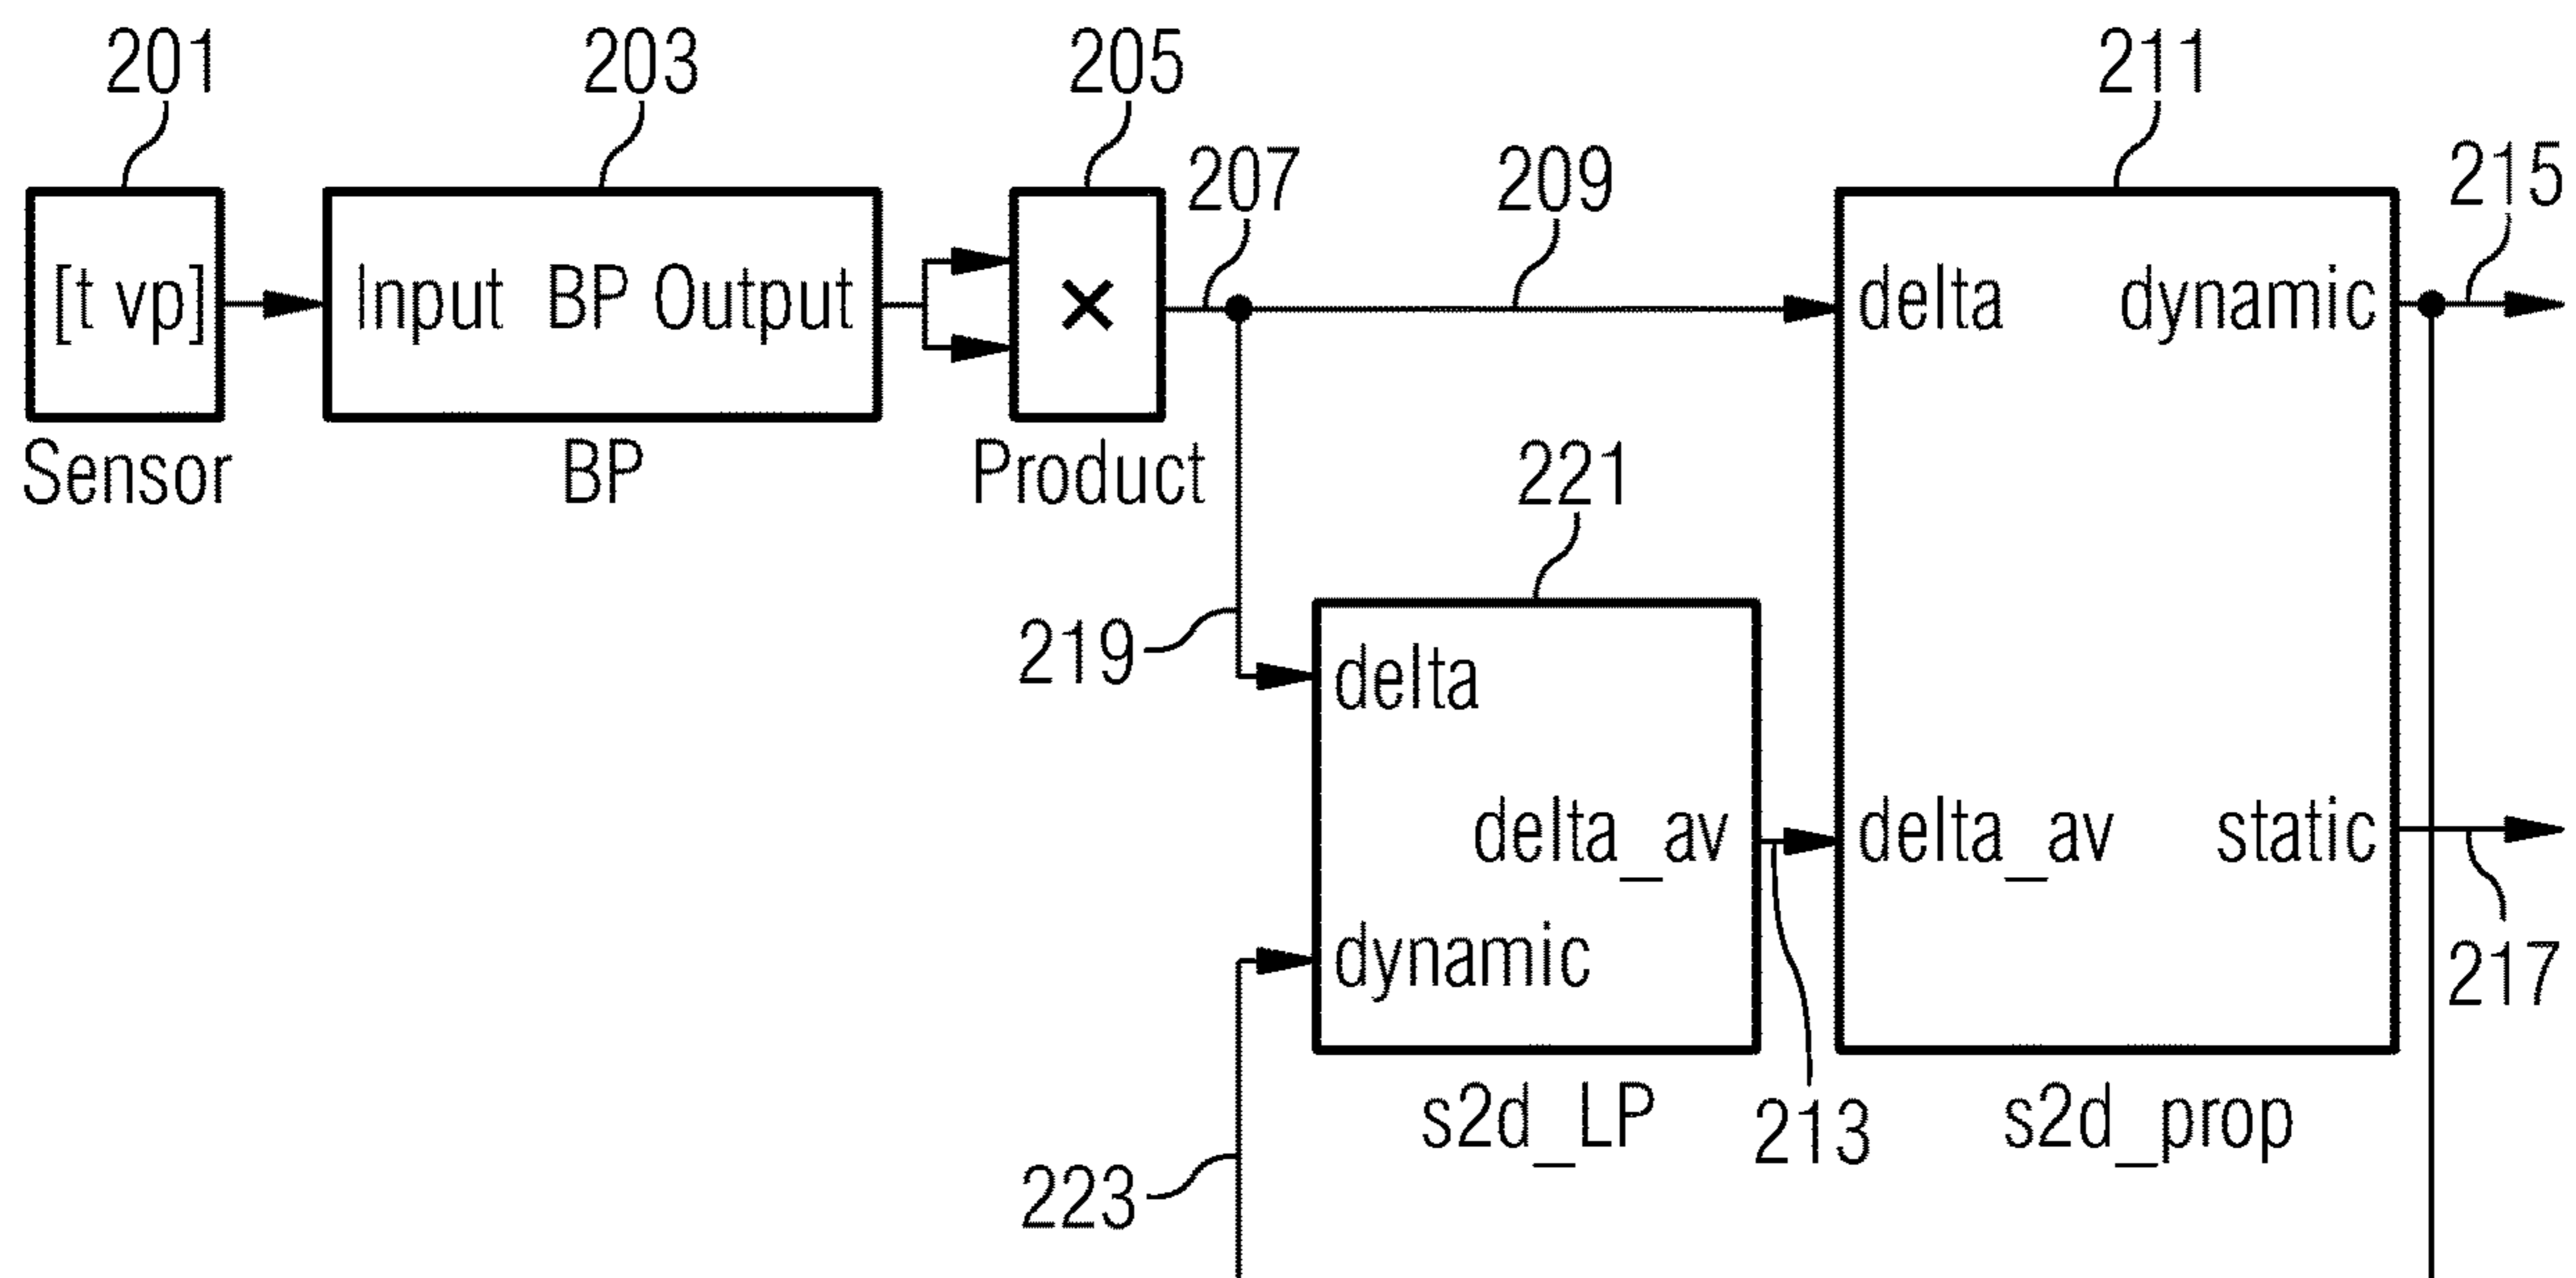 201 203 205 211
207 209 215
[t vp] Input BP Output × delta dynamic
Sensor BP Product
221
219 delta
delta_av delta_av static
dynamic 217
s2d_LP 213 s2d_prop
223